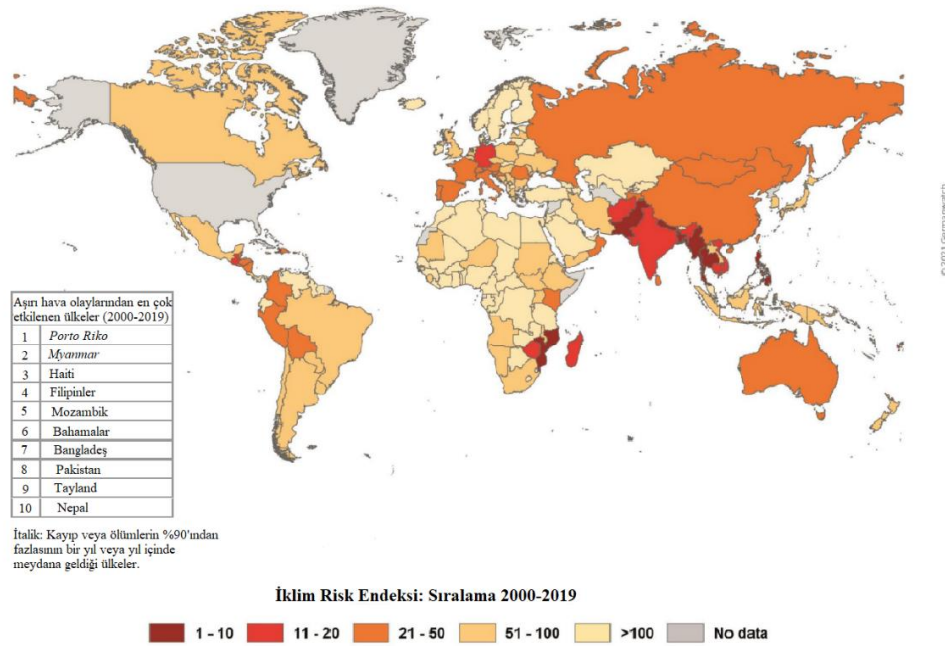 © 2021 Germanwatch
Aşırı hava olaylarından en çok
etkilenen ülkeler (2000-2019)
1 Porto Riko
2 Myanmar
3 Haiti
4 Filipinler
5 Mozambik
6 Bahamalar
7 Bangladeş
8 Pakistan
9 Tayland
10 Nepal
İtalik: Kayıp veya ölümlerin %90'ından
fazlasının bir yıl veya yıl içinde
meydana geldiği ülkeler.
İklim Risk Endeksi: Sıralama 2000-2019
1 - 10 11 - 20 21 - 50 51 - 100 >100 No data